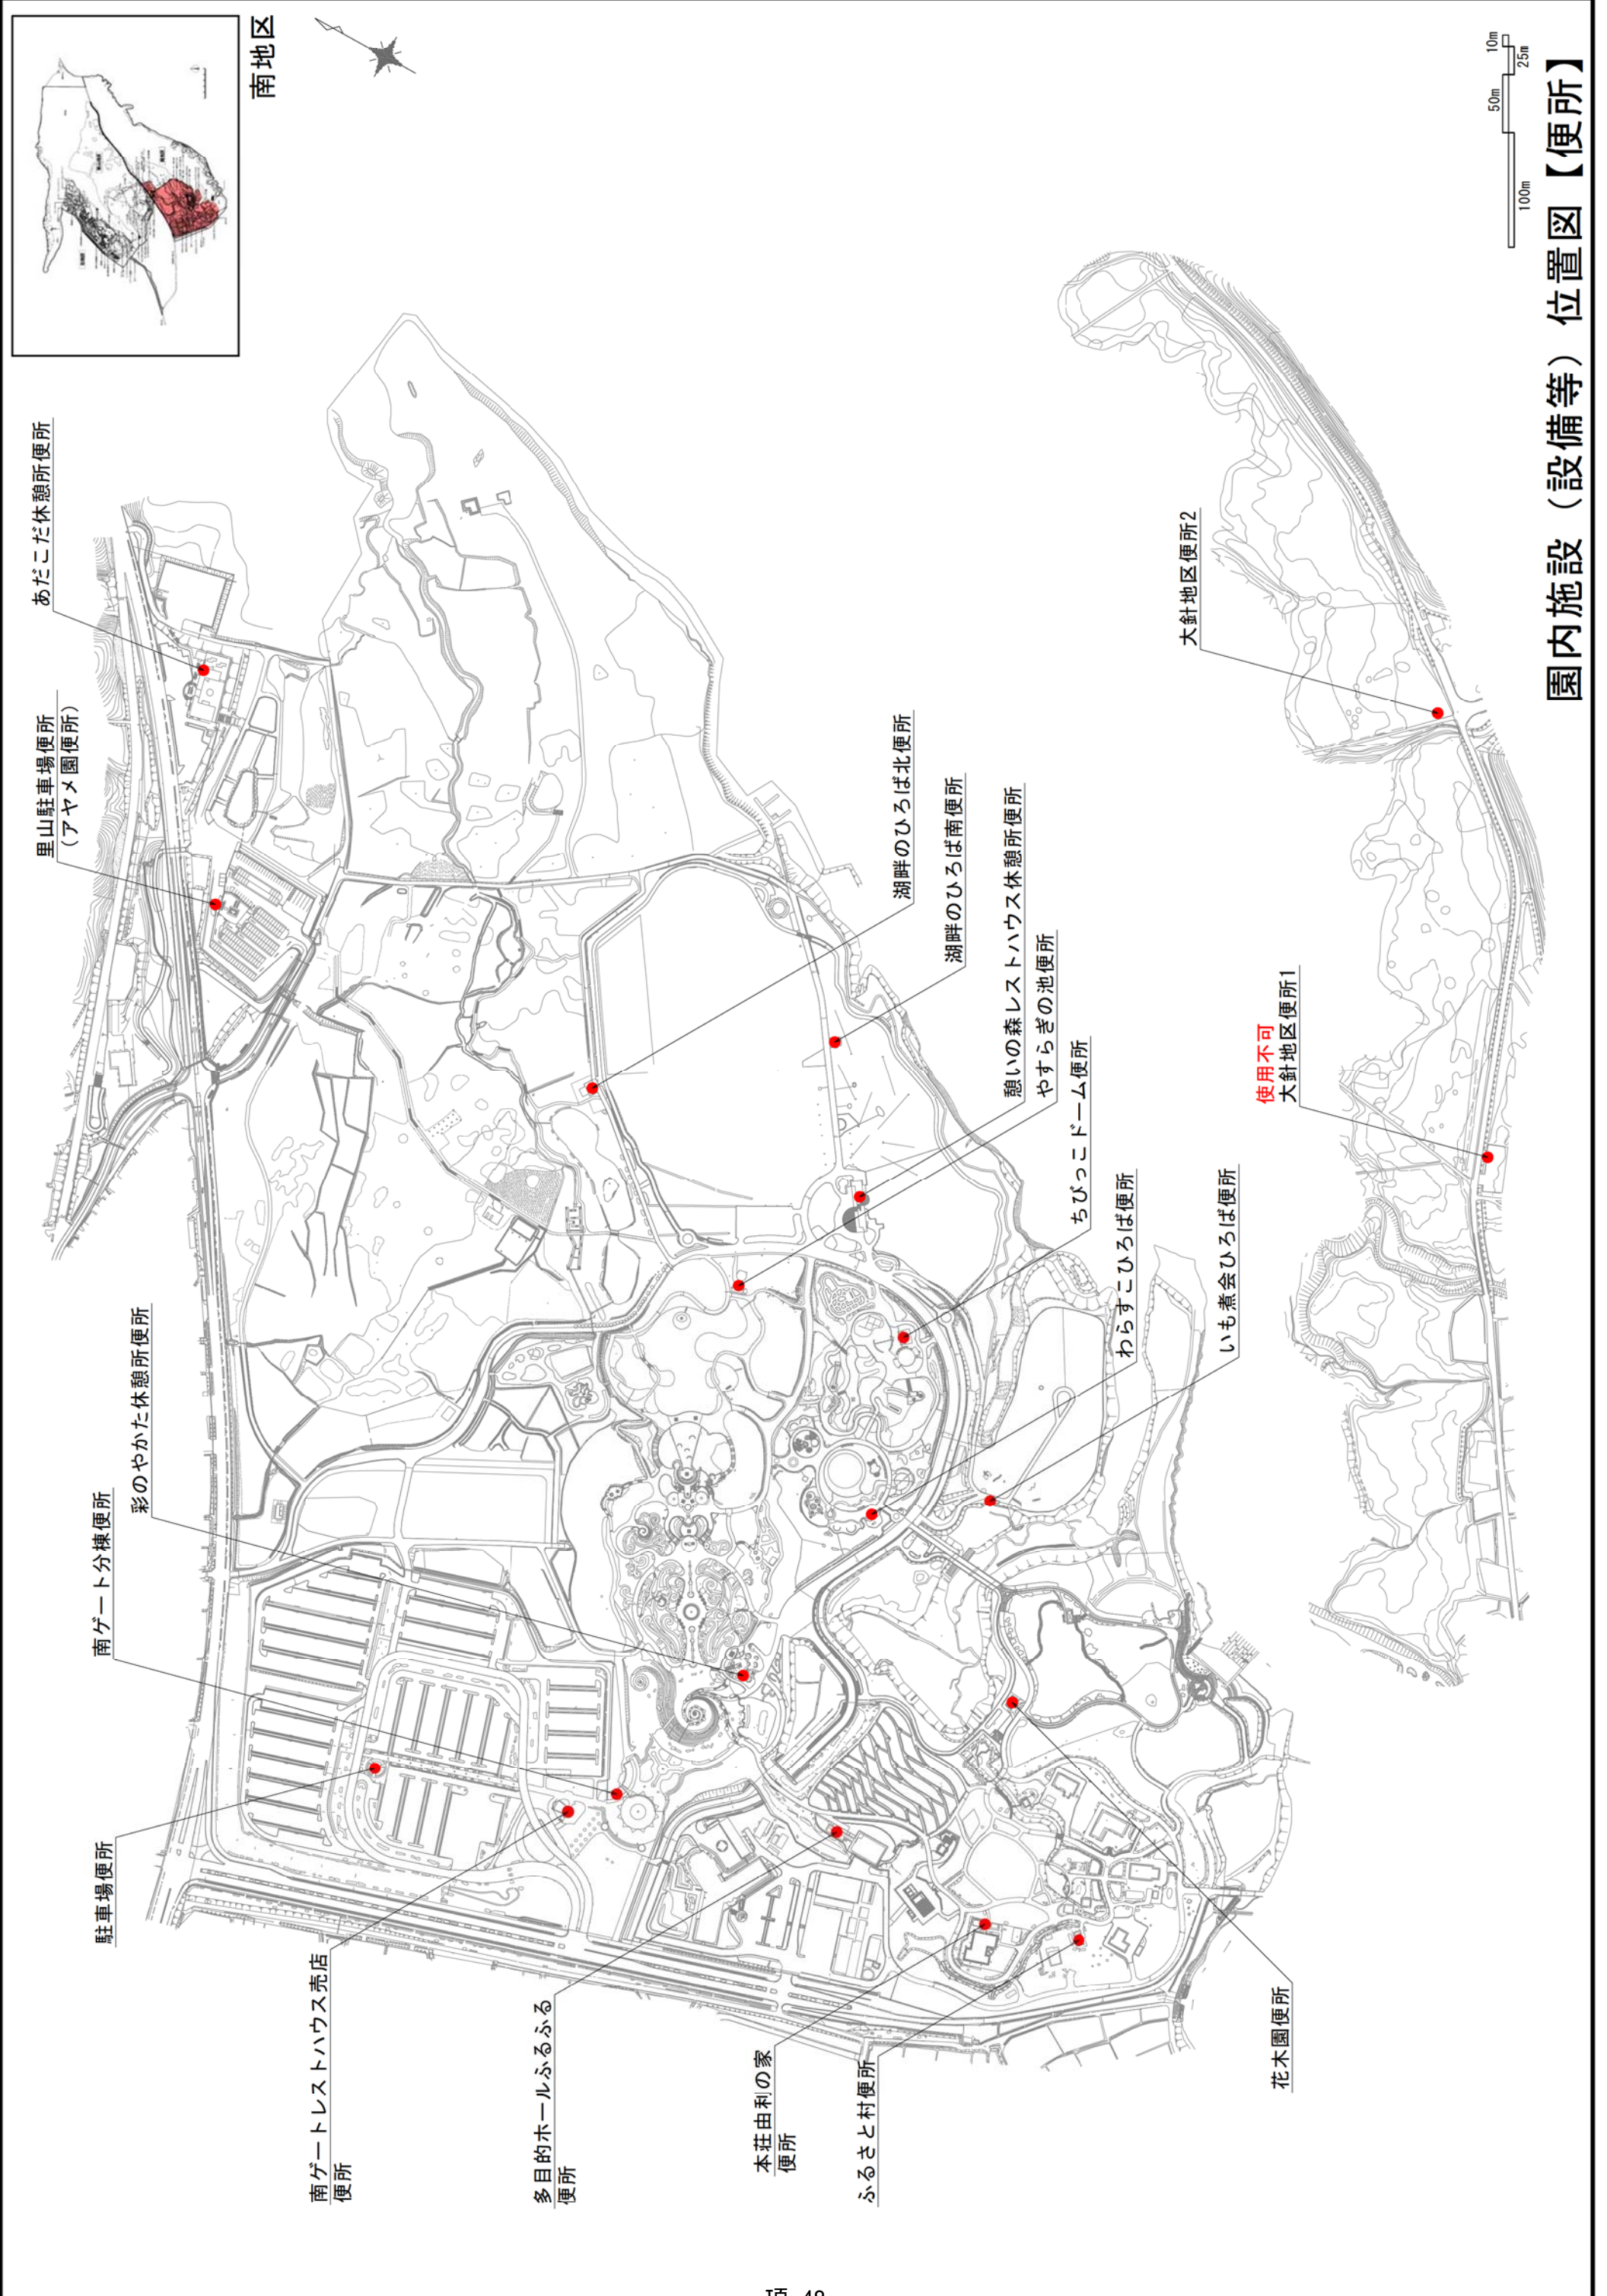 園内施設（設備等）位置図【便所】
南地区
10m
25m
50m
100m
あだこだ休憩所便所
里山駐車場便所
（アヤメ園便所）
彩のやかた休憩所便所
南ゲート分棟便所
駐車場便所
南ゲートレストハウス売店
便所
多目的ホールふるふる
便所
本荘由利の家
便所
ふるさと村便所
花木園便所
湖畔のひろば北便所
湖畔のひろば南便所
憩いの森レストハウス休憩所便所
やすらぎの池便所
ちびっこドーム便所
わらすこひろば便所
いも煮会ひろば便所
使用不可
大針地区便所1
大針地区便所2